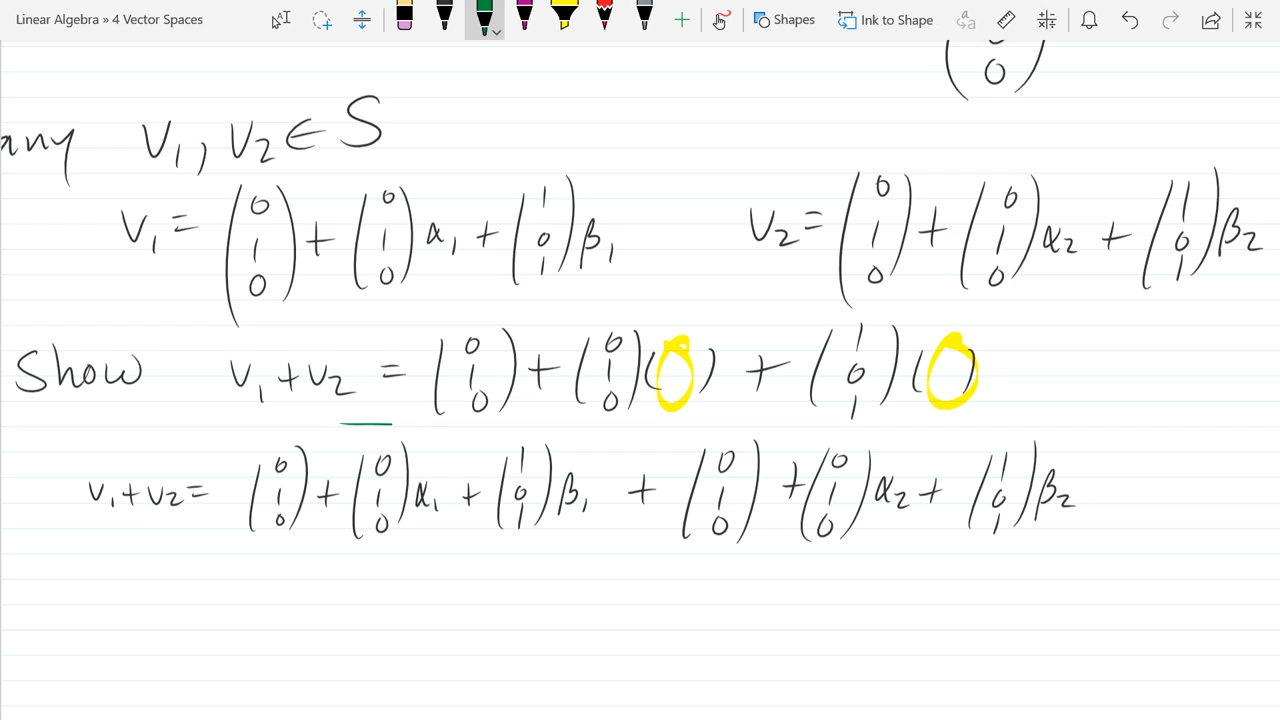 Linear Algebra » 4 Vector Spaces Shapes Ink to Shape
0
any V₁, V₂ ∈ S
V₁ = (0 1 0) + (0 1 0) α₁ + (1 0 1) β₁ V₂ = (0 1 0) + (0 1 0) α₂ + (1 0 1) β₂
Show V₁ + V₂ = (0 1 0) + (0 1 0) ( ) + (1 0 1) ( )
V₁ + V₂ = (0 1 0) + (0 1 0) α₁ + (1 0 1) β₁ + (0 1 0) + (0 1 0) α₂ + (1 0 1) β₂